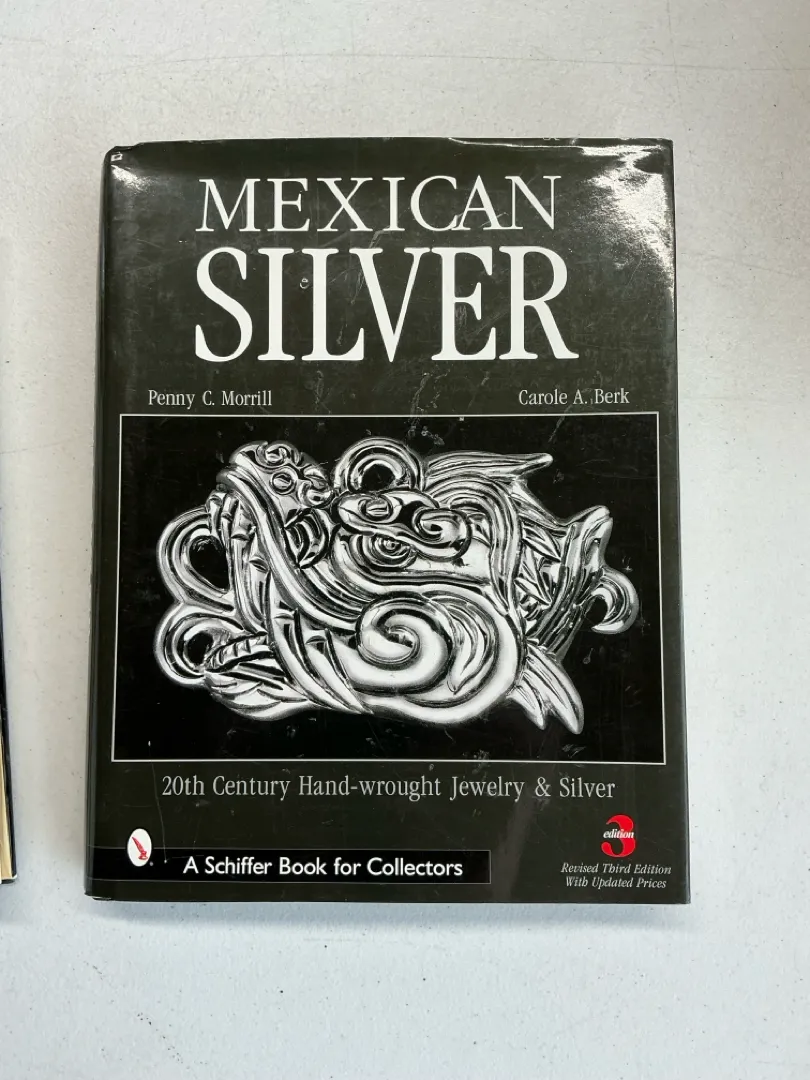 MEXICAN
SILVER
Penny C. Morrill Carole A. Berk
20th Century Hand-wrought Jewelry & Silver
3
edition
A Schiffer Book for Collectors
Revised Third Edition
With Updated Prices